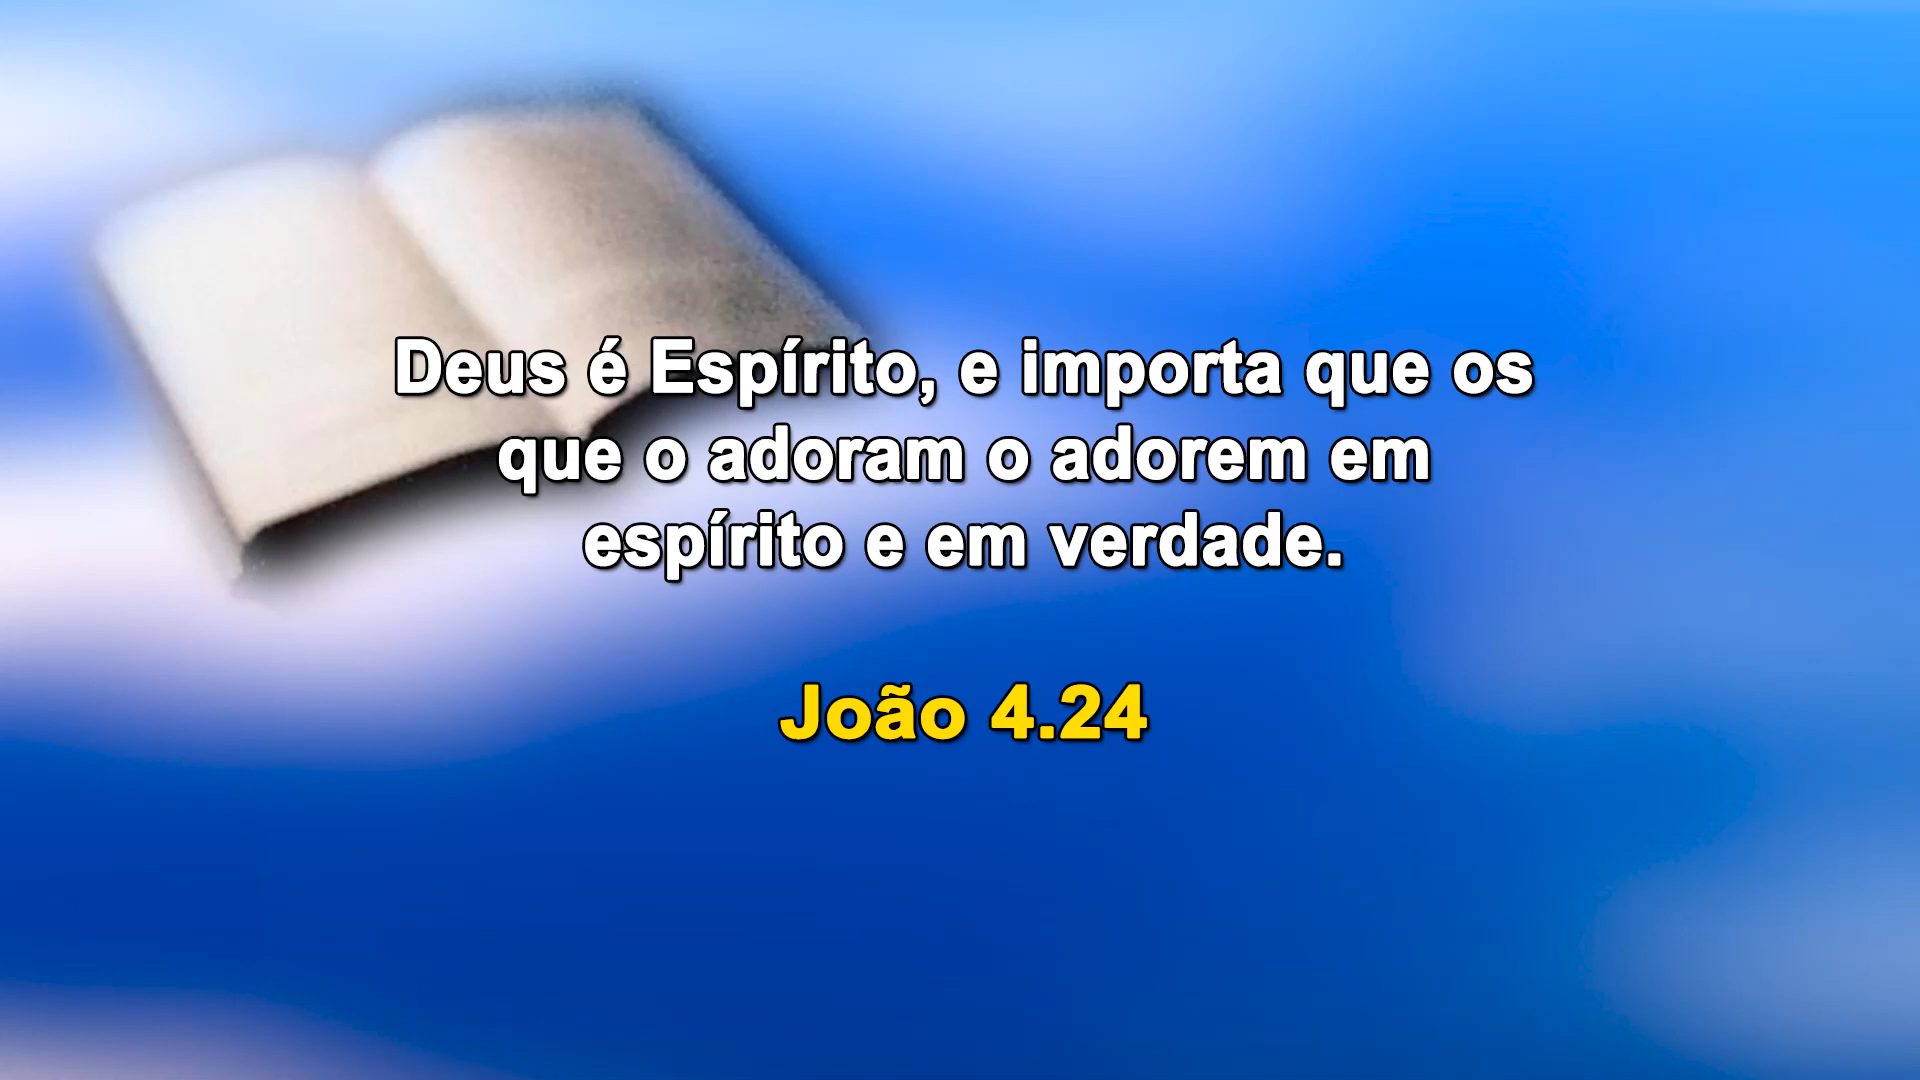 Deus é Espírito, e importa que os
que o adoram o adorem em
espírito e em verdade.
João 4.24